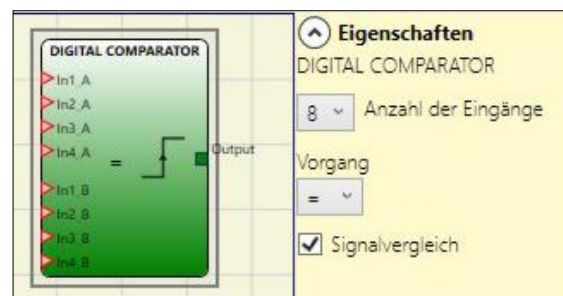 DIGITAL COMPARATOR
In1_A
In2_A
In3_A
In4_A
=
Output
In1_B
In2_B
In3_B
In4_B
Eigenschaften
DIGITAL COMPARATOR
8 Anzahl der Eingänge
Vorgang
=
Signalvergleich